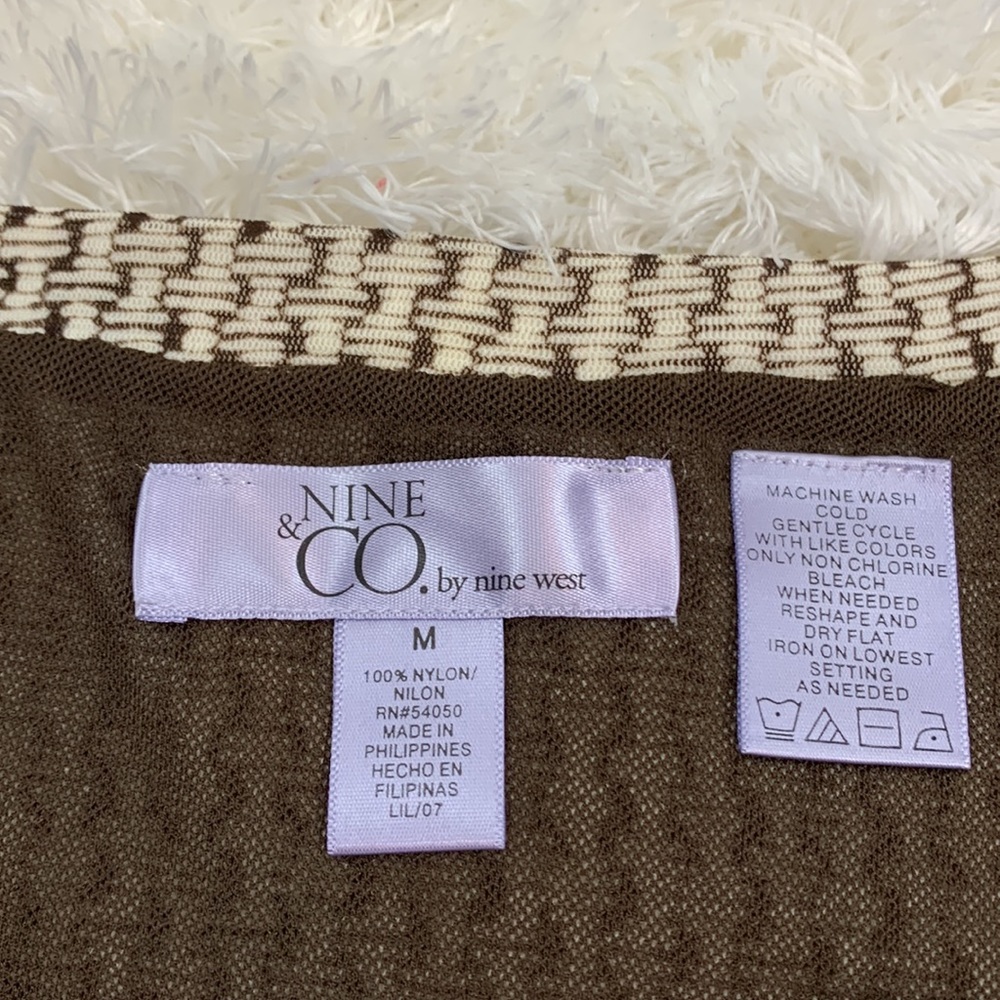 NINE
& CO. by nine west
M
100% NYLON/
NILON
RN#54050
MADE IN
PHILIPPINES
HECHO EN
FILIPINAS
LIL/07
MACHINE WASH
COLD
GENTLE CYCLE
WITH LIKE COLORS
ONLY NON CHLORINE
BLEACH
WHEN NEEDED
RESHAPE AND
DRY FLAT
IRON ON LOWEST
SETTING
AS NEEDED